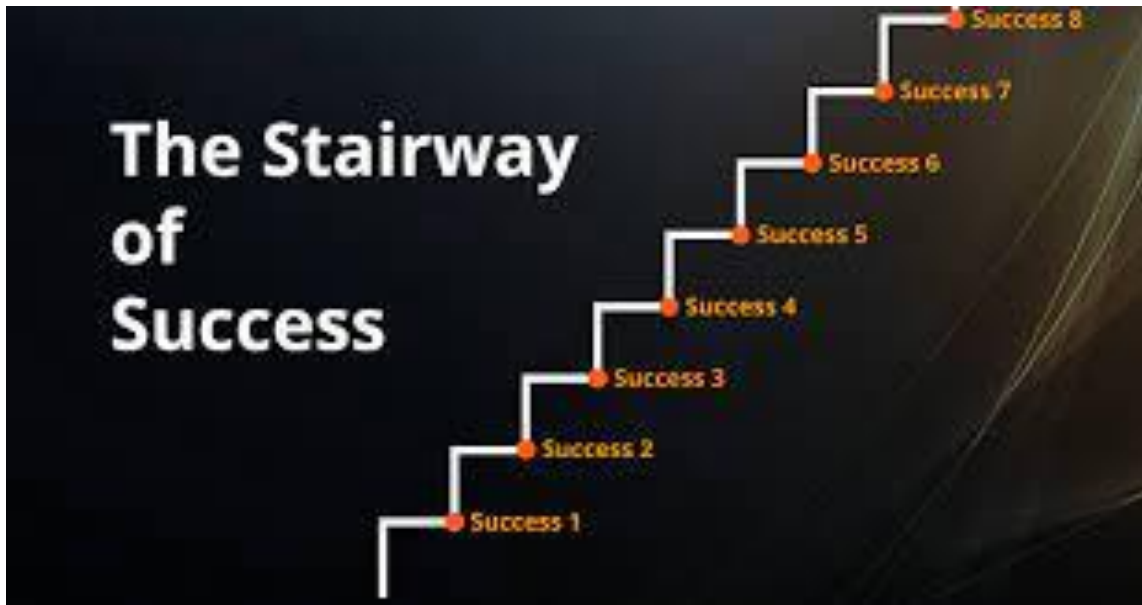 The Stairway
of
Success
Success 8
Success 7
Success 6
Success 5
Success 4
Success 3
Success 2
Success 1